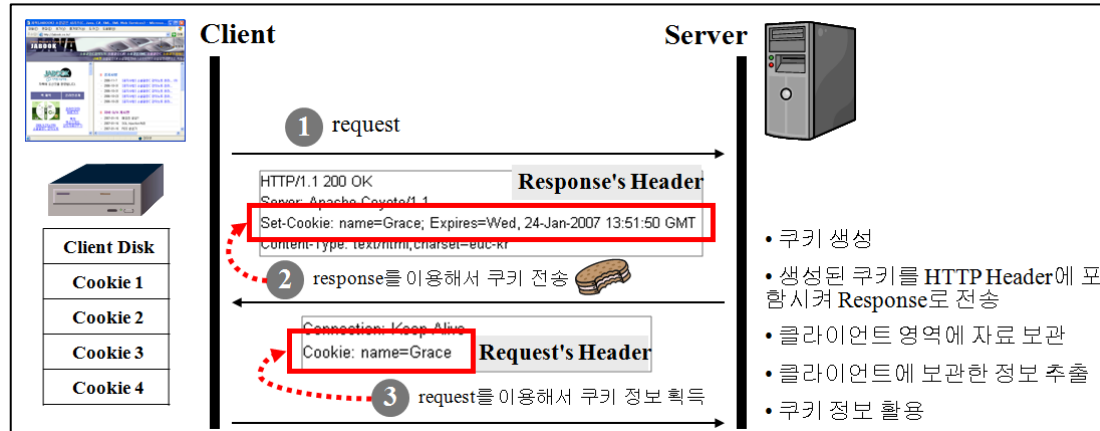 JABOOK
Client
Server
1 request
HTTP/1.1 200 OK
Response's Header
Server: Apache-Coyote/1.1
Set-Cookie: name=Grace; Expires=Wed, 24-Jan-2007 13:51:50 GMT
Content-Type: text/html;charset=euc-kr
2 response를 이용해서 쿠키 전송
Connection: Keep-Alive
Cookie: name=Grace
Request's Header
3 request를 이용해서 쿠키 정보 획득
Client Disk
Cookie 1
Cookie 2
Cookie 3
Cookie 4
• 쿠키 생성
• 생성된 쿠키를 HTTP Header에 포
함시켜 Response로 전송
• 클라이언트 영역에 자료 보관
• 클라이언트에 보관한 정보 추출
• 쿠키 정보 활용